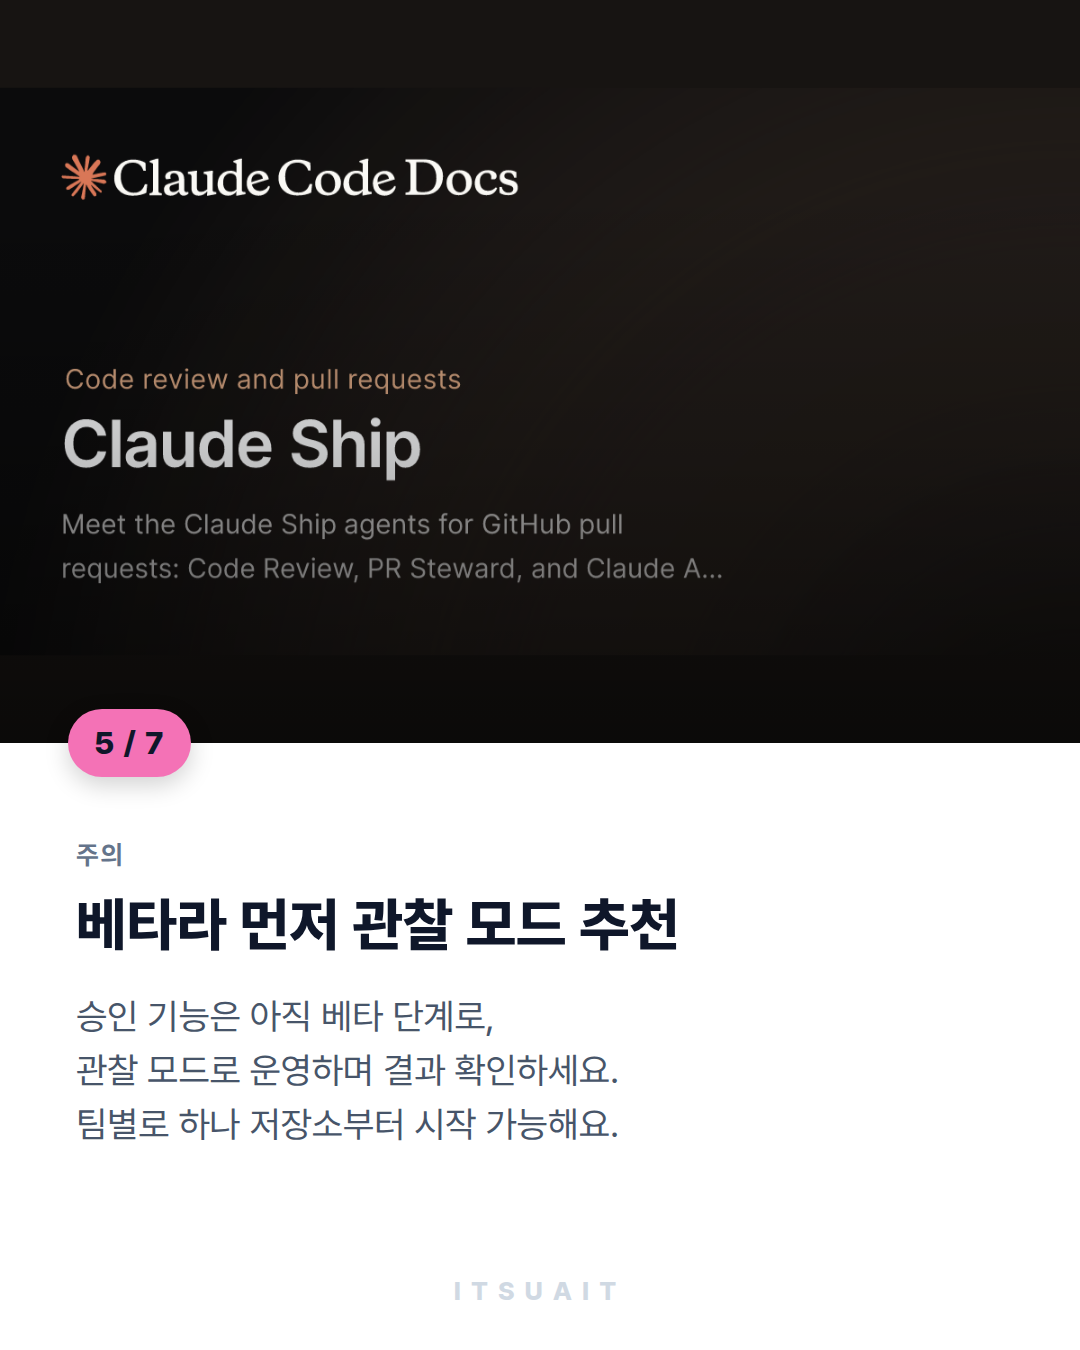 Claude Code Docs
Code review and pull requests
Claude Ship
Meet the Claude Ship agents for GitHub pull
requests: Code Review, PR Steward, and Claude A...
5 / 7
주의
베타라 먼저 관찰 모드 추천
승인 기능은 아직 베타 단계로,
관찰 모드로 운영하며 결과 확인하세요.
팀별로 하나 저장소부터 시작 가능해요.
ITSUAIT